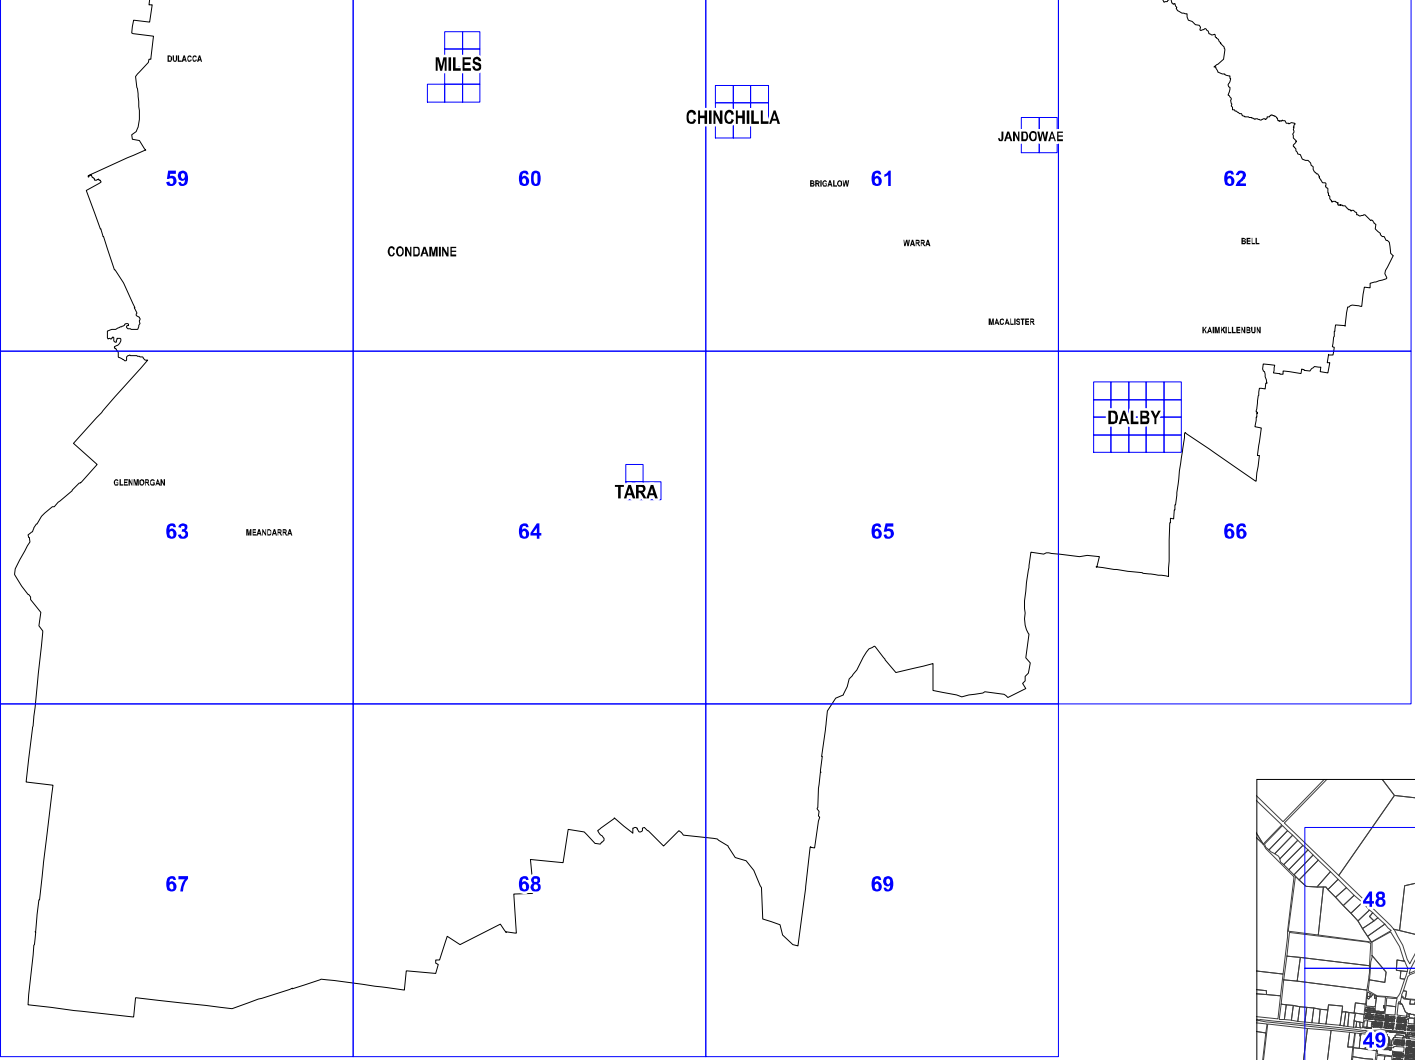 DULACCA
MILES
CHINCHILLA
JANDOWAE
59
60
BRIGALOW
61
62
CONDAMINE
WARRA
BELL
MACALISTER
KAIMKILLENBUN
DALBY
GLENMORGAN
TARA
63
MEANDARRA
64
65
66
67
68
69
48
49